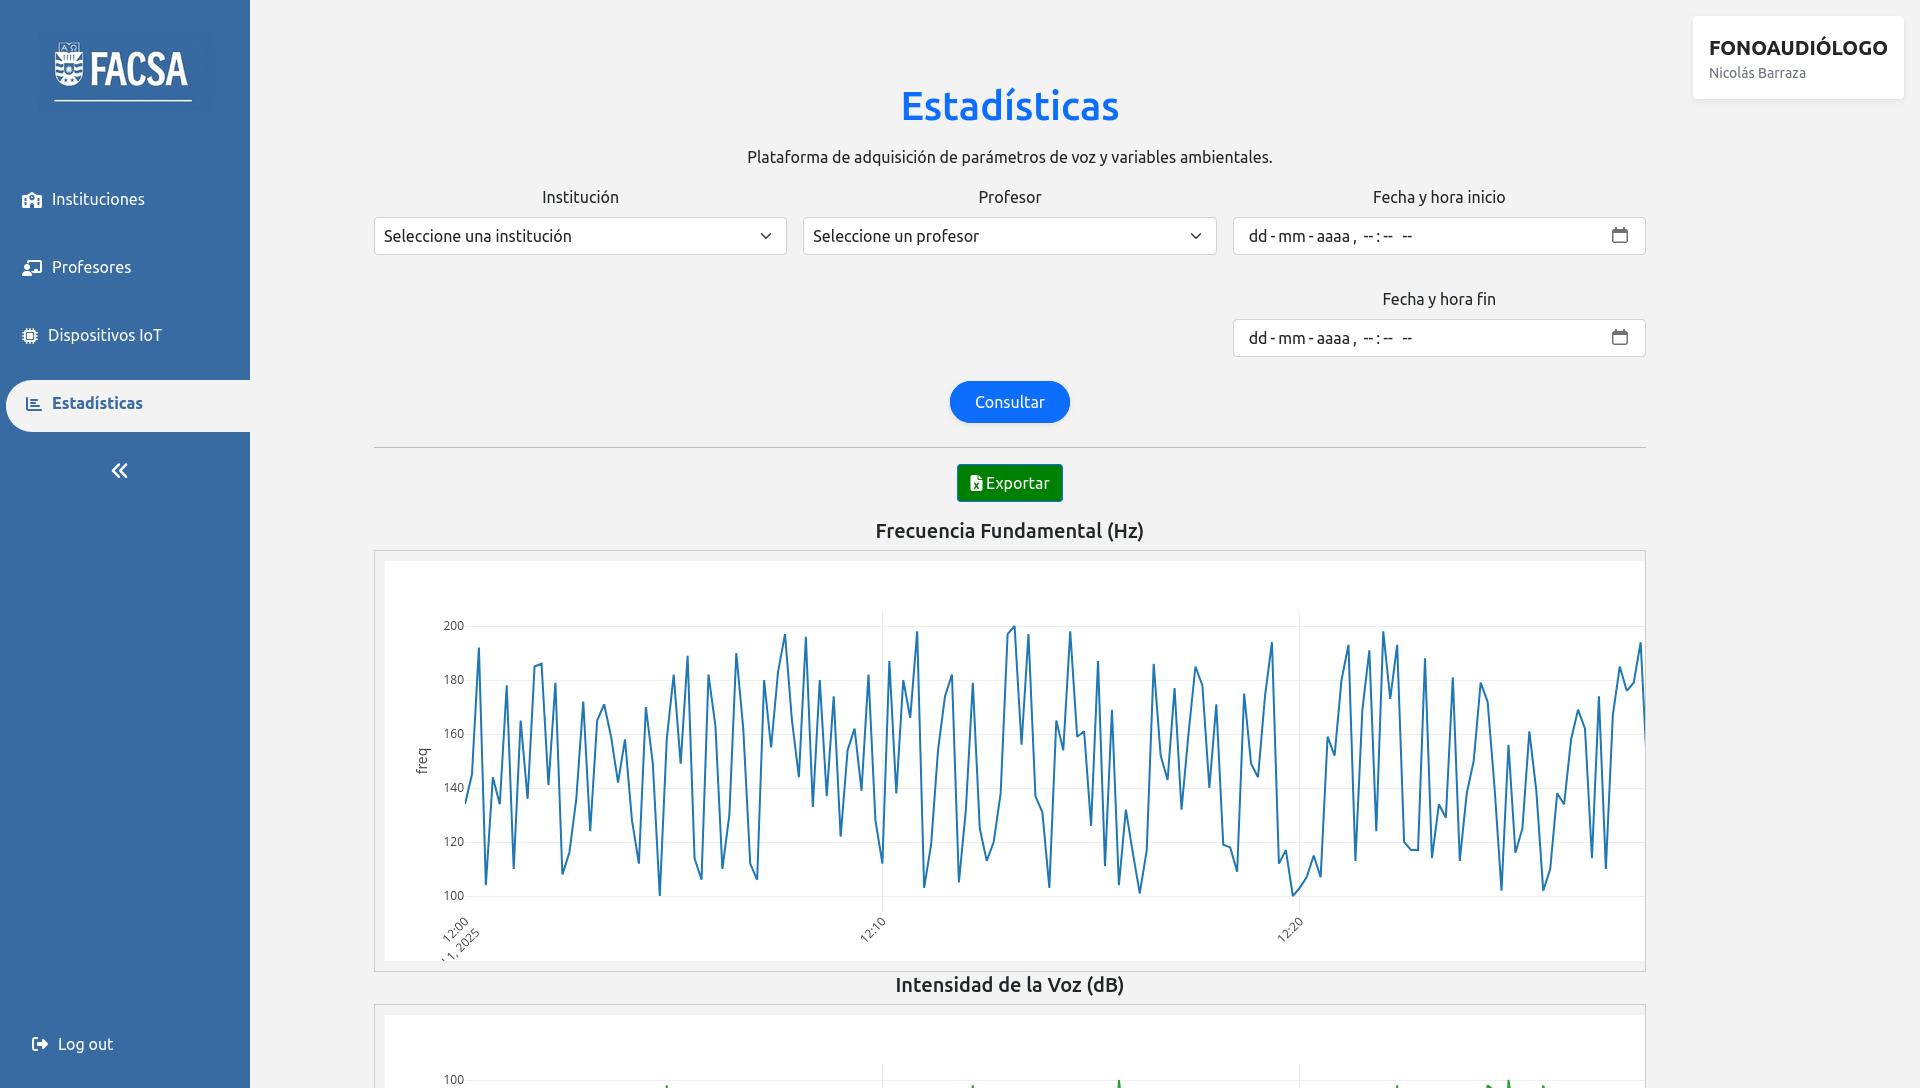 FACSA
FONOAUDIÓLOGO
Nicolás Barraza
Instituciones
Profesores
Dispositivos IoT
Estadísticas
Log out
Estadísticas
Plataforma de adquisición de parámetros de voz y variables ambientales.
Institución
Profesor
Fecha y hora inicio
Seleccione una institución
Seleccione un profesor
dd-mm-aaaa, --:-- --
Fecha y hora fin
dd-mm-aaaa, --:-- --
Consultar
Exportar
Frecuencia Fundamental (Hz)
200
180
160
140
120
100
freq
12:00
1, 2025
12:10
12:20
Intensidad de la Voz (dB)
100